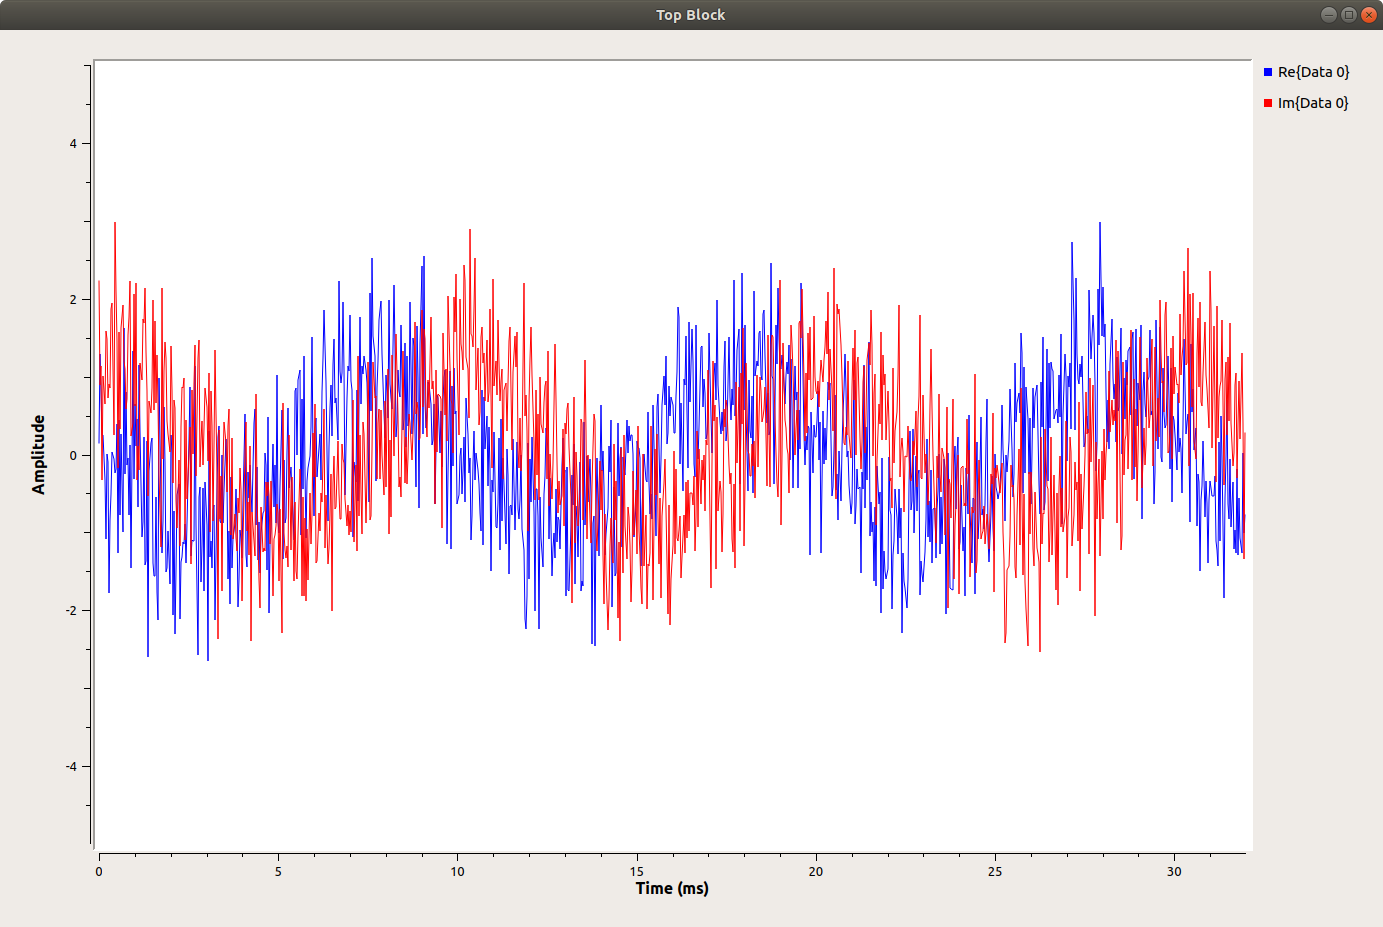 Top Block
Re{Data 0}
Im{Data 0}
4
2
0
-2
-4
Amplitude
0 5 10 15 20 25 30
Time (ms)